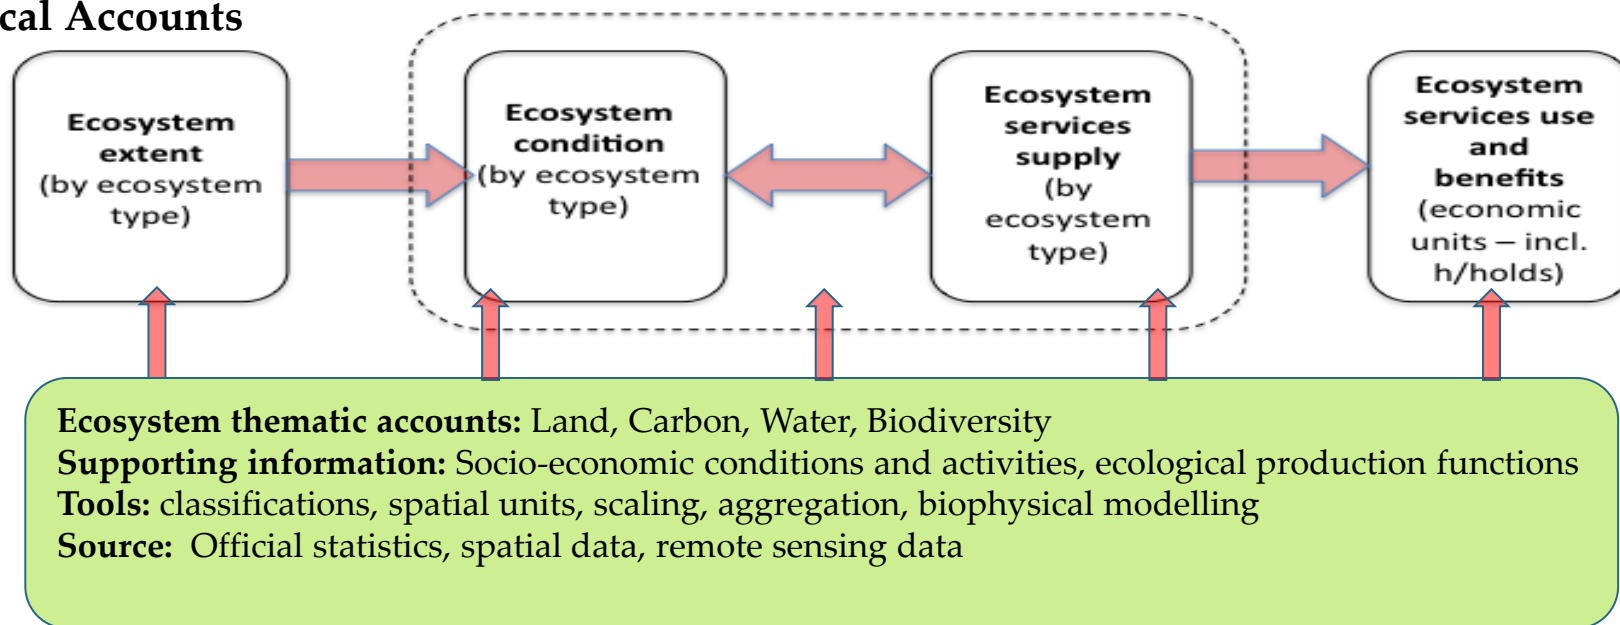 cal Accounts
Ecosystem
extent
(by ecosystem
type)
Ecosystem
condition
(by ecosystem
type)
Ecosystem
services
supply
(by
ecosystem
type)
Ecosystem
services use
and
benefits
(economic
units – incl.
h/holds)
Ecosystem thematic accounts: Land, Carbon, Water, Biodiversity
Supporting information: Socio-economic conditions and activities, ecological production functions
Tools: classifications, spatial units, scaling, aggregation, biophysical modelling
Source: Official statistics, spatial data, remote sensing data